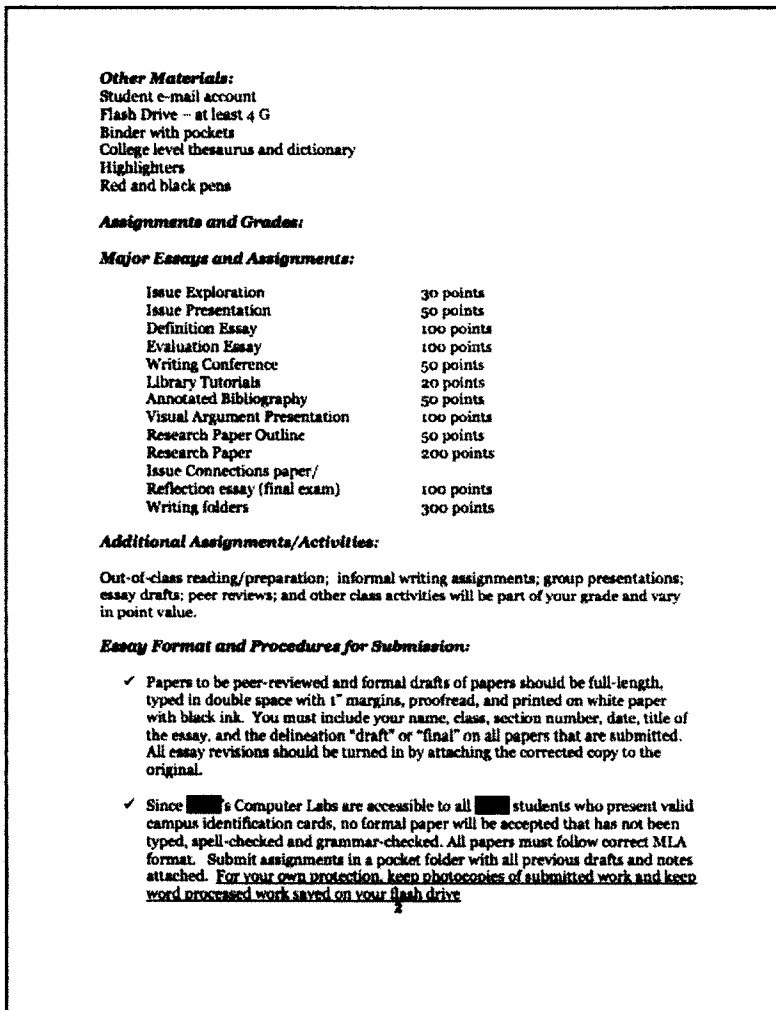 Other Materials:
Student e-mail account
Flash Drive – at least 4 G
Binder with pockets
College level thesaurus and dictionary
Highlighters
Red and black pens
Assignments and Grades:
Major Essays and Assignments:
Issue Exploration 30 points
Issue Presentation 50 points
Definition Essay 100 points
Evaluation Essay 100 points
Writing Conference 50 points
Library Tutorials 20 points
Annotated Bibliography 50 points
Visual Argument Presentation 100 points
Research Paper Outline 50 points
Research Paper 200 points
Issue Connections paper/
Reflection essay (final exam) 100 points
Writing folders 300 points
Additional Assignments/Activities:
Out-of-class reading/preparation; informal writing assignments; group presentations;
essay drafts; peer reviews; and other class activities will be part of your grade and vary
in point value.
Essay Format and Procedures for Submission:
✓ Papers to be peer-reviewed and formal drafts of papers should be full-length,
typed in double space with 1" margins, proofread, and printed on white paper
with black ink. You must include your name, class, section number, date, title of
the essay, and the delineation "draft" or "final" on all papers that are submitted.
All essay revisions should be turned in by attaching the corrected copy to the
original.
✓ Since 's Computer Labs are accessible to all students who present valid
campus identification cards, no formal paper will be accepted that has not been
typed, spell-checked and grammar-checked. All papers must follow correct MLA
format. Submit assignments in a pocket folder with all previous drafts and notes
attached. For your own protection, keep photocopies of submitted work and keep
word processed work saved on your flash drive
2